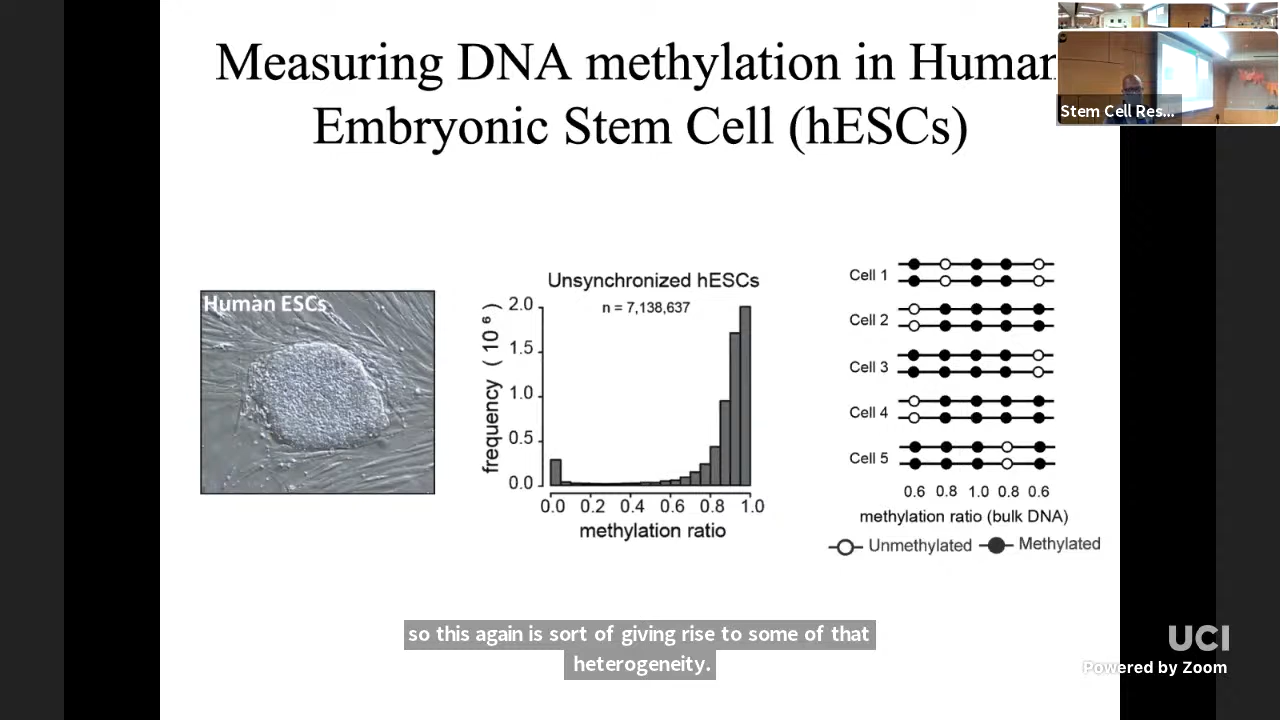 Measuring DNA methylation in Human
Embryonic Stem Cell (hESCs)
Stem Cell Res...
Human ESCs
Unsynchronized hESCs
n = 7,138,637
frequency ( 10 ⁶ )
2.0
1.5
1.0
0.5
0.0
0.0 0.2 0.4 0.6 0.8 1.0
methylation ratio
Cell 1
Cell 2
Cell 3
Cell 4
Cell 5
0.6 0.8 1.0 0.8 0.6
methylation ratio (bulk DNA)
Unmethylated Methylated
so this again is sort of giving rise to some of that
heterogeneity.
UCI
Powered by Zoom